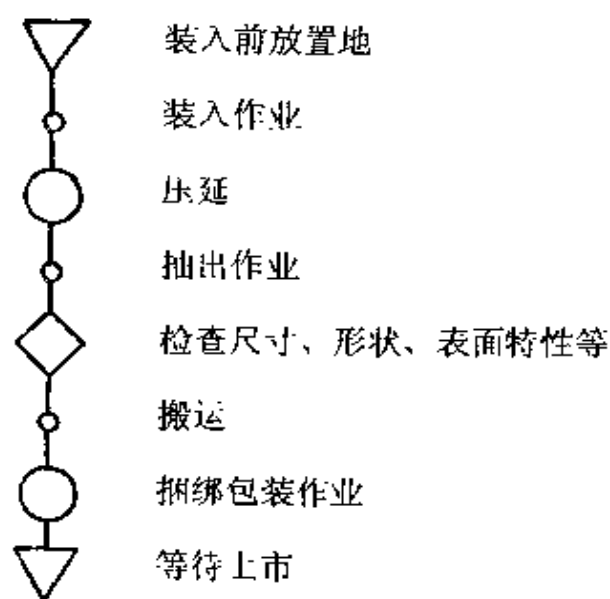 装入前放置地
装入作业
压延
抽出作业
检查尺寸、形状、表面特性等
搬运
捆绑包装作业
等待上市